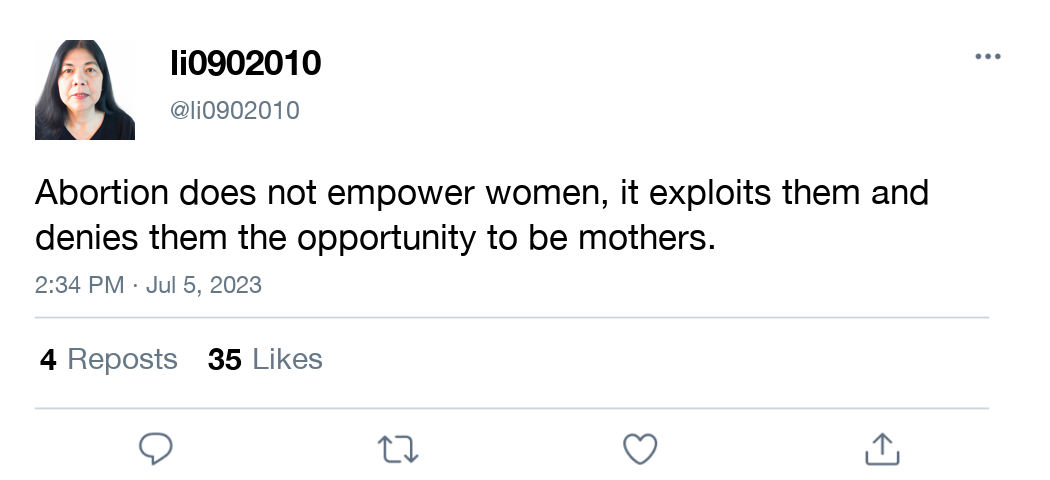 li0902010
@li0902010
Abortion does not empower women, it exploits them and
denies them the opportunity to be mothers.
2:34 PM · Jul 5, 2023
4 Reposts 35 Likes